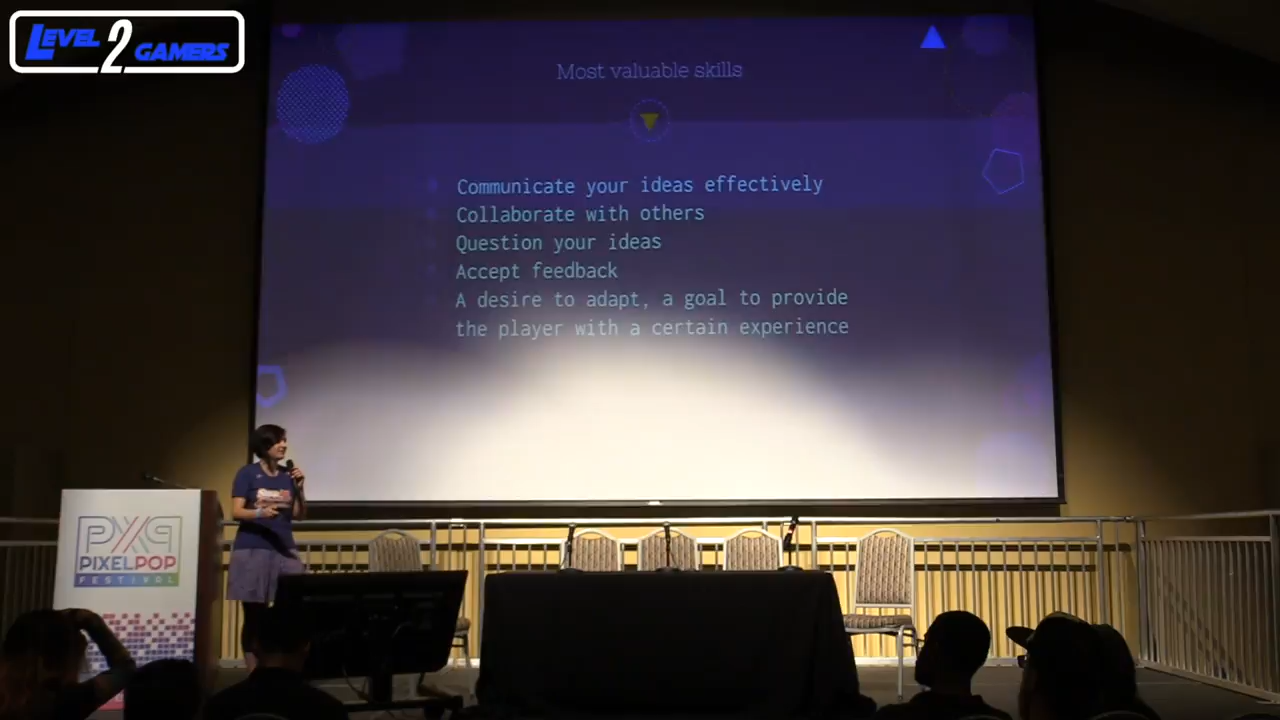 LEVEL 2 GAMERS
Most valuable skills
Communicate your ideas effectively
Collaborate with others
Question your ideas
Accept feedback
A desire to adapt, a goal to provide
the player with a certain experience
PXP
PIXELPOP
FESTIVAL